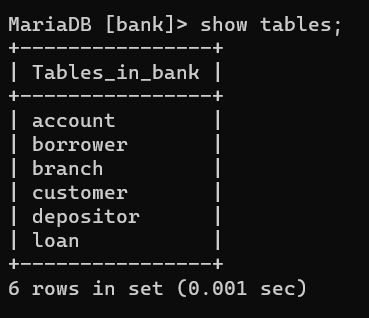 MariaDB [bank]> show tables;
+----------------+
| Tables_in_bank |
+----------------+
| account        |
| borrower       |
| branch         |
| customer       |
| depositor      |
| loan           |
+----------------+
6 rows in set (0.001 sec)